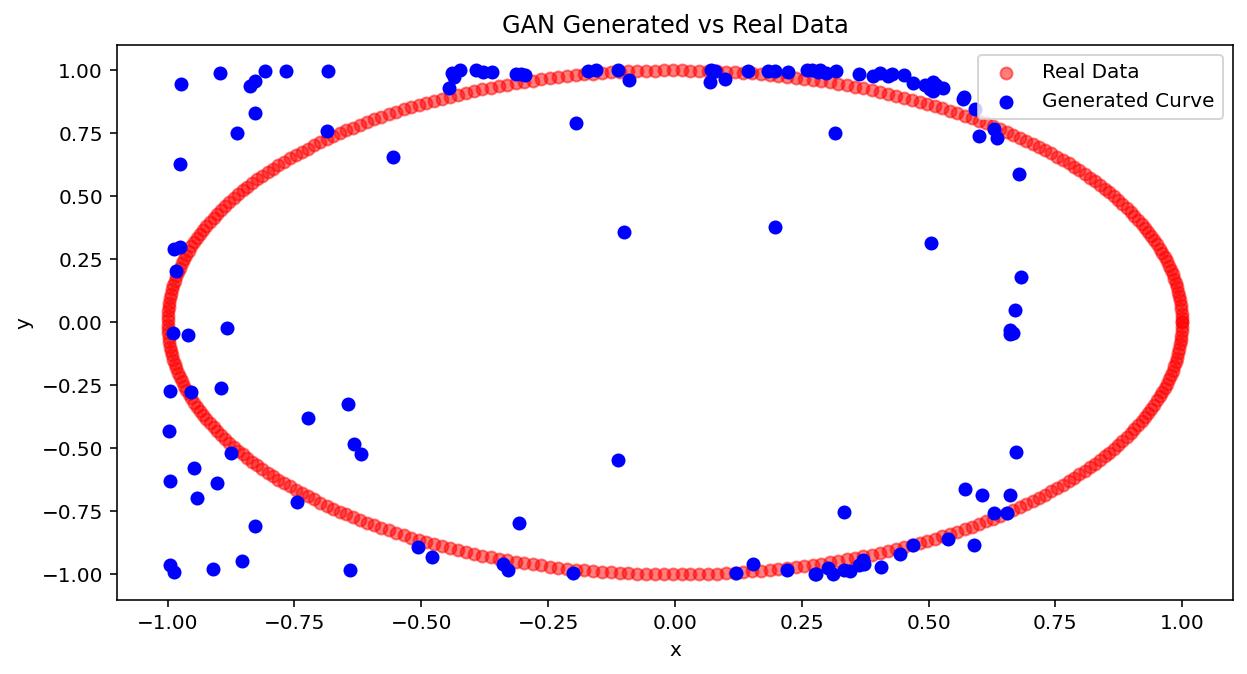 GAN Generated vs Real Data
Real Data
Generated Curve
1.00
0.75
0.50
0.25
0.00
−0.25
−0.50
−0.75
−1.00
y
−1.00 −0.75 −0.50 −0.25 0.00 0.25 0.50 0.75 1.00
x